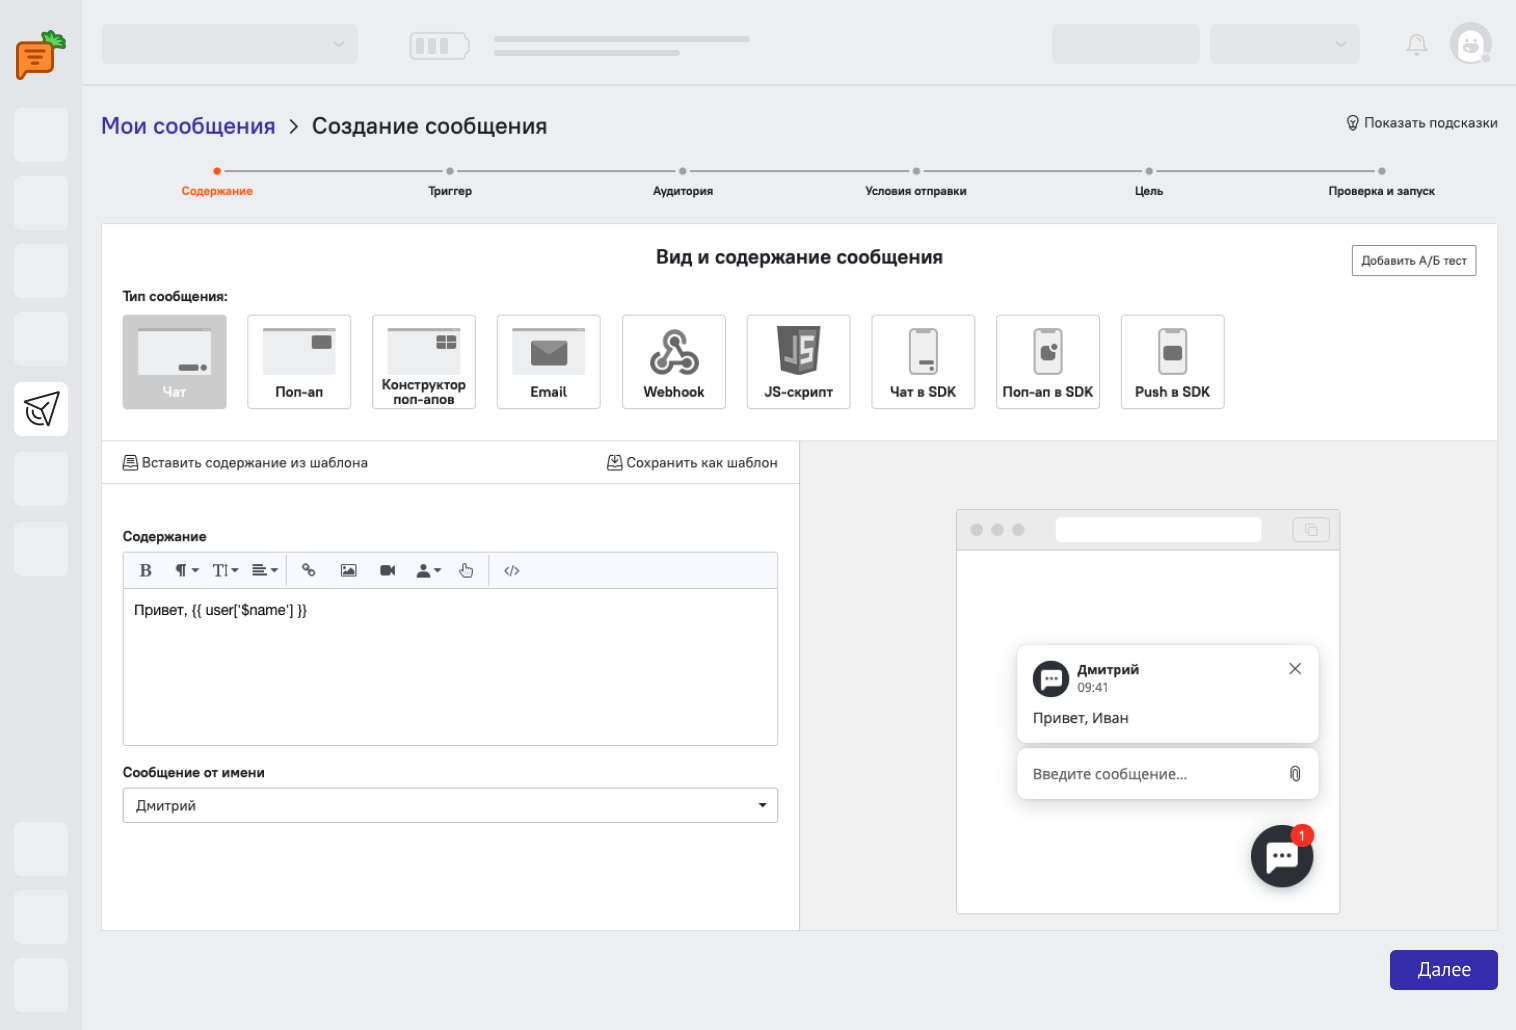 Мои сообщения > Создание сообщения
Показать подсказки
Содержание
Триггер
Аудитория
Условия отправки
Цель
Проверка и запуск
Вид и содержание сообщения
Добавить А/Б тест
Тип сообщения:
Чат
Поп-ап
Конструктор
поп-апов
Email
Webhook
JS-скрипт
Чат в SDK
Поп-ап в SDK
Push в SDK
Вставить содержание из шаблона
Сохранить как шаблон
Содержание
Привет, {{ user['$name'] }}
Сообщение от имени
Дмитрий
Дмитрий
09:41
Привет, Иван
Введите сообщение...
1
Далее